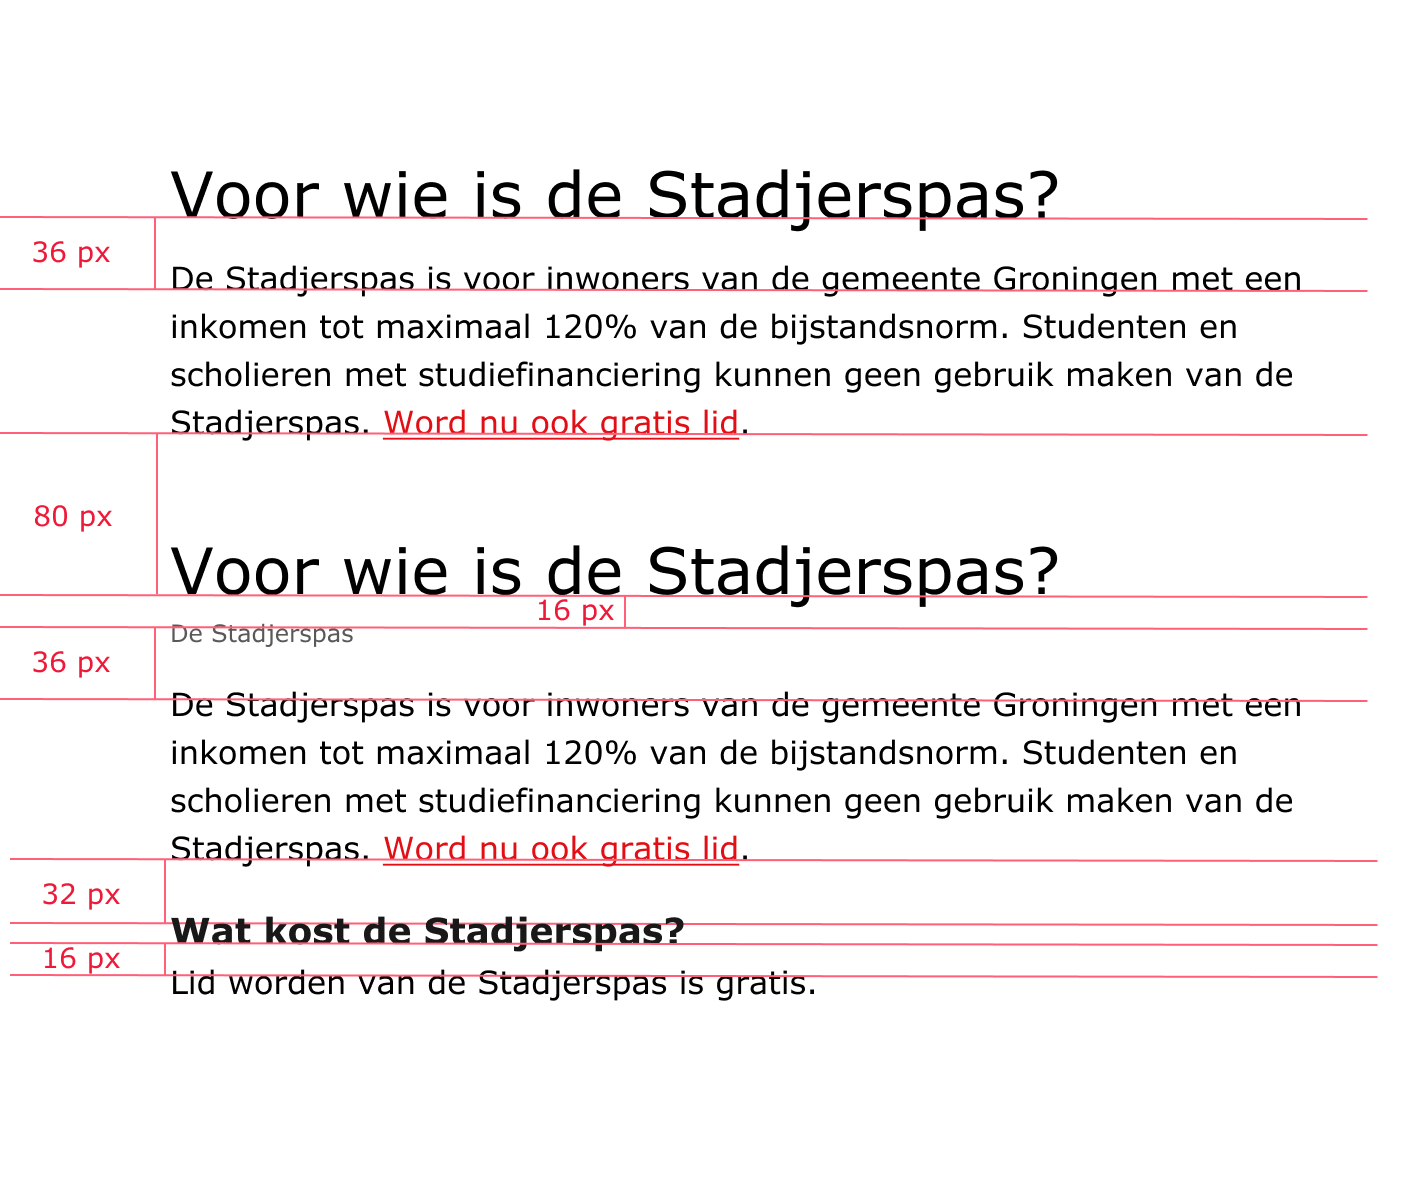 Voor wie is de Stadjerspas?
36 px
De Stadjerspas is voor inwoners van de gemeente Groningen met een
inkomen tot maximaal 120% van de bijstandsnorm. Studenten en
scholieren met studiefinanciering kunnen geen gebruik maken van de
Stadjerspas. Word nu ook gratis lid.
80 px
Voor wie is de Stadjerspas?
16 px
De Stadjerspas
36 px
De Stadjerspas is voor inwoners van de gemeente Groningen met een
inkomen tot maximaal 120% van de bijstandsnorm. Studenten en
scholieren met studiefinanciering kunnen geen gebruik maken van de
Stadjerspas. Word nu ook gratis lid.
32 px
Wat kost de Stadjerspas?
16 px
Lid worden van de Stadjerspas is gratis.